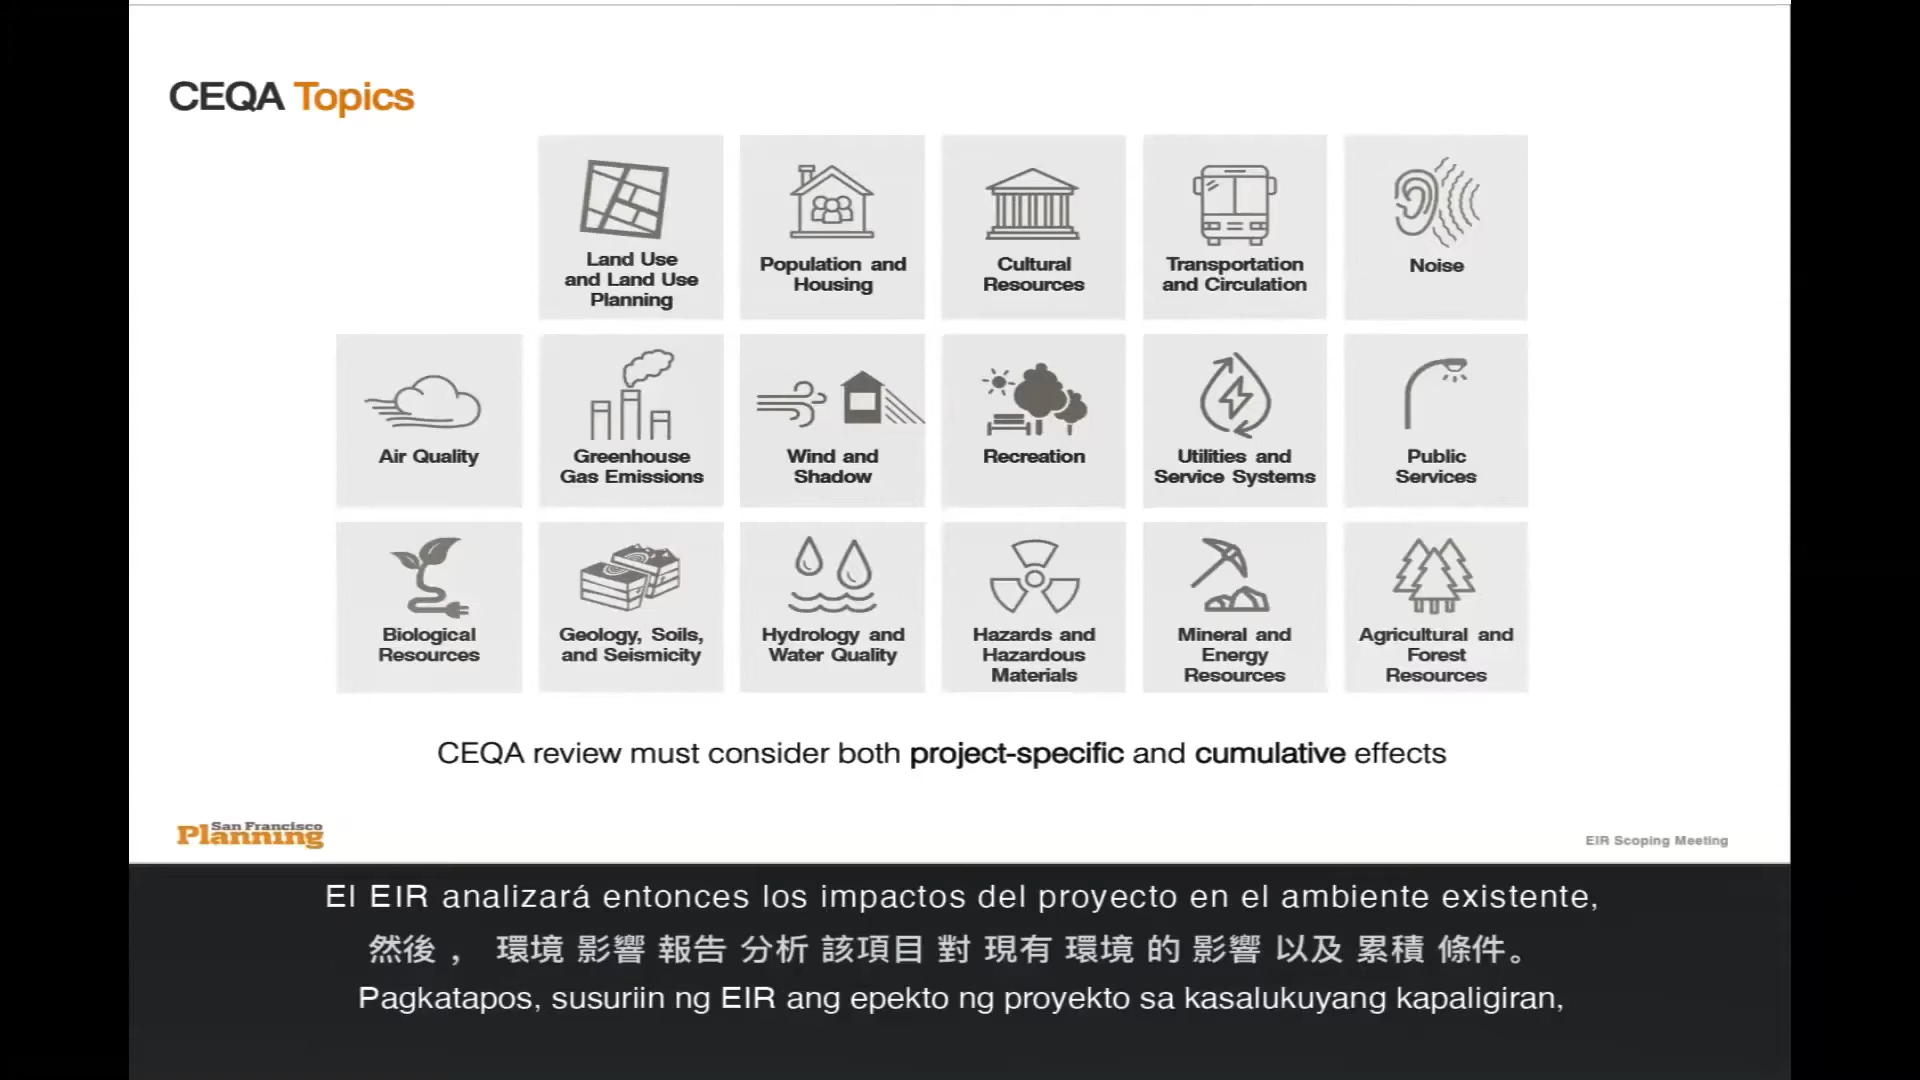 CEQA Topics
Land Use
and Land Use
Planning
Population and
Housing
Cultural
Resources
Transportation
and Circulation
Noise
Air Quality
Greenhouse
Gas Emissions
Wind and
Shadow
Recreation
Utilities and
Service Systems
Public
Services
Biological
Resources
Geology, Soils,
and Seismicity
Hydrology and
Water Quality
Hazards and
Hazardous
Materials
Mineral and
Energy
Resources
Agricultural and
Forest
Resources
CEQA review must consider both project-specific and cumulative effects
San Francisco
Planning
EIR Scoping Meeting
El EIR analizará entonces los impactos del proyecto en el ambiente existente,
然後 ， 環境 影響 報告 分析 該項目 對 現有 環境 的 影響 以及 累積 條件。
Pagkatapos, susuriin ng EIR ang epekto ng proyekto sa kasalukuyang kapaligiran,